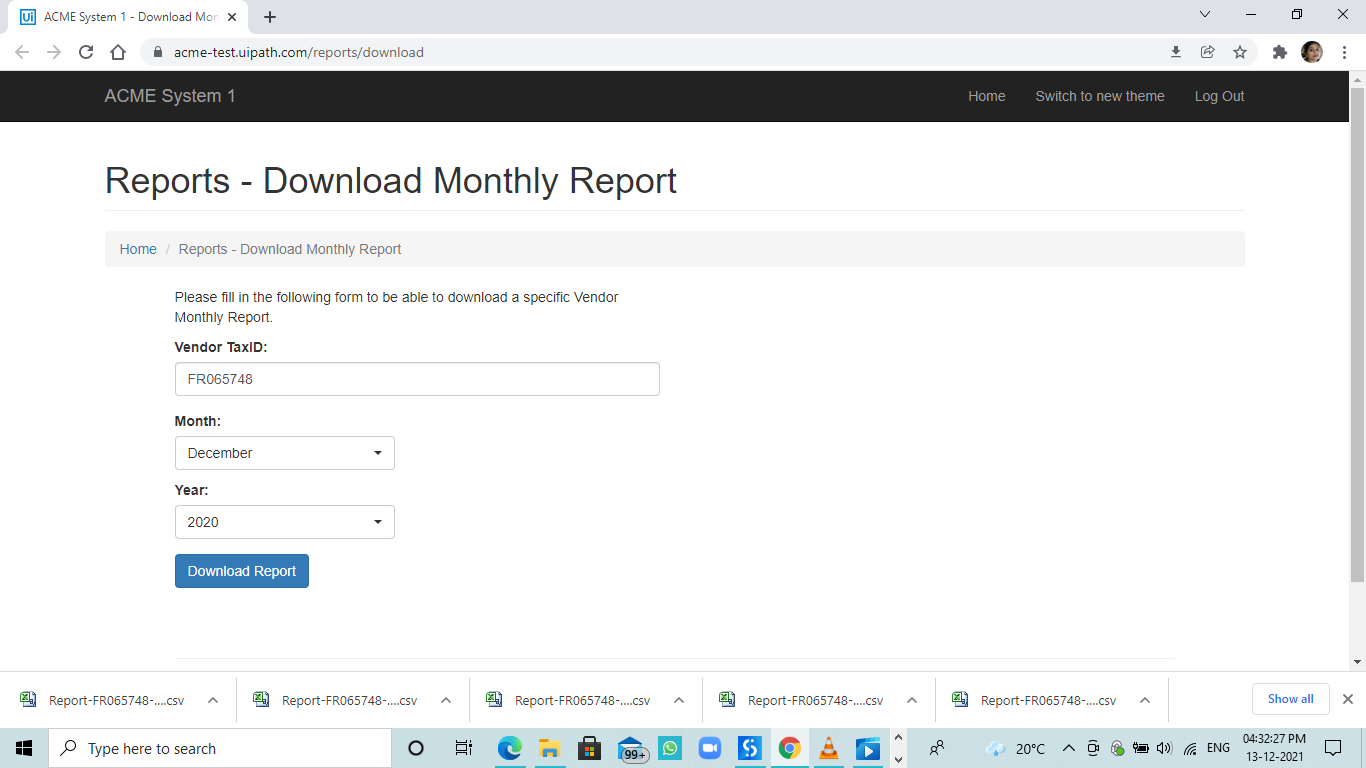 Ui ACME System 1 - Download Mon
acme-test.uipath.com/reports/download
ACME System 1 Home Switch to new theme Log Out
Reports - Download Monthly Report
Home / Reports - Download Monthly Report
Please fill in the following form to be able to download a specific Vendor
Monthly Report.
Vendor TaxID:
FR065748
Month:
December
Year:
2020
Download Report
Report-FR065748-....csv Report-FR065748-....csv Report-FR065748-....csv Report-FR065748-....csv Report-FR065748-....csv Show all
Type here to search 99+ 20°C ENG 04:32:27 PM
13-12-2021